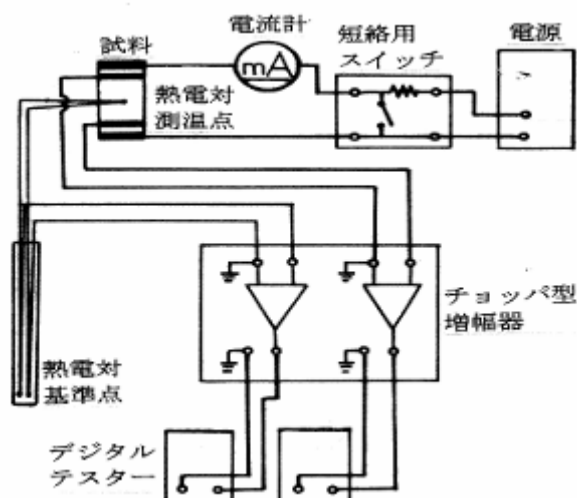 試料
電流計
mA
短絡用
スイッチ
電源
熱電対
測温点
チョッパ型
増幅器
熱電対
基準点
デジタル
テスター